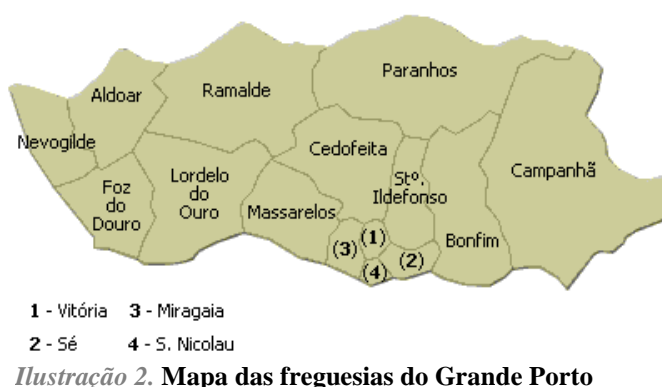 Paranhos
Ramalde
Aldoar
Nevogilde
Cedofeita
Campanhã
Lordelo
do
Ouro
Stº.
Ildefonso
Foz
do
Douro
Massarelos
Bonfim
(1)
(3)
(2)
(4)
1 - Vitória 3 - Miragaia
2 - Sé 4 - S. Nicolau
Ilustração 2. Mapa das freguesias do Grande Porto